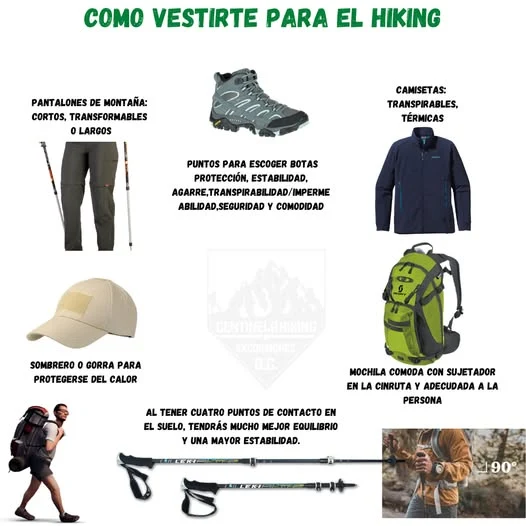 COMO VESTIRTE PARA EL HIKING
PANTALONES DE MONTAÑA:
CORTOS, TRANSFORMABLES
O LARGOS
CAMISETAS:
TRANSPIRABLES,
TÉRMICAS
PUNTOS PARA ESCOGER BOTAS
PROTECCIÓN, ESTABILIDAD,
AGARRE,TRANSPIRABILIDAD/IMPERME
ABILIDAD,SEGURIDAD Y COMODIDAD
SOMBRERO O GORRA PARA
PROTEGERSE DEL CALOR
MOCHILA COMODA CON SUJETADOR
EN LA CINRUTA Y ADECUDADA A LA
PERSONA
AL TENER CUATRO PUNTOS DE CONTACTO EN
EL SUELO, TENDRÁS MUCHO MEJOR EQUILIBRIO
Y UNA MAYOR ESTABILIDAD.
LEKI
LEKI
90°